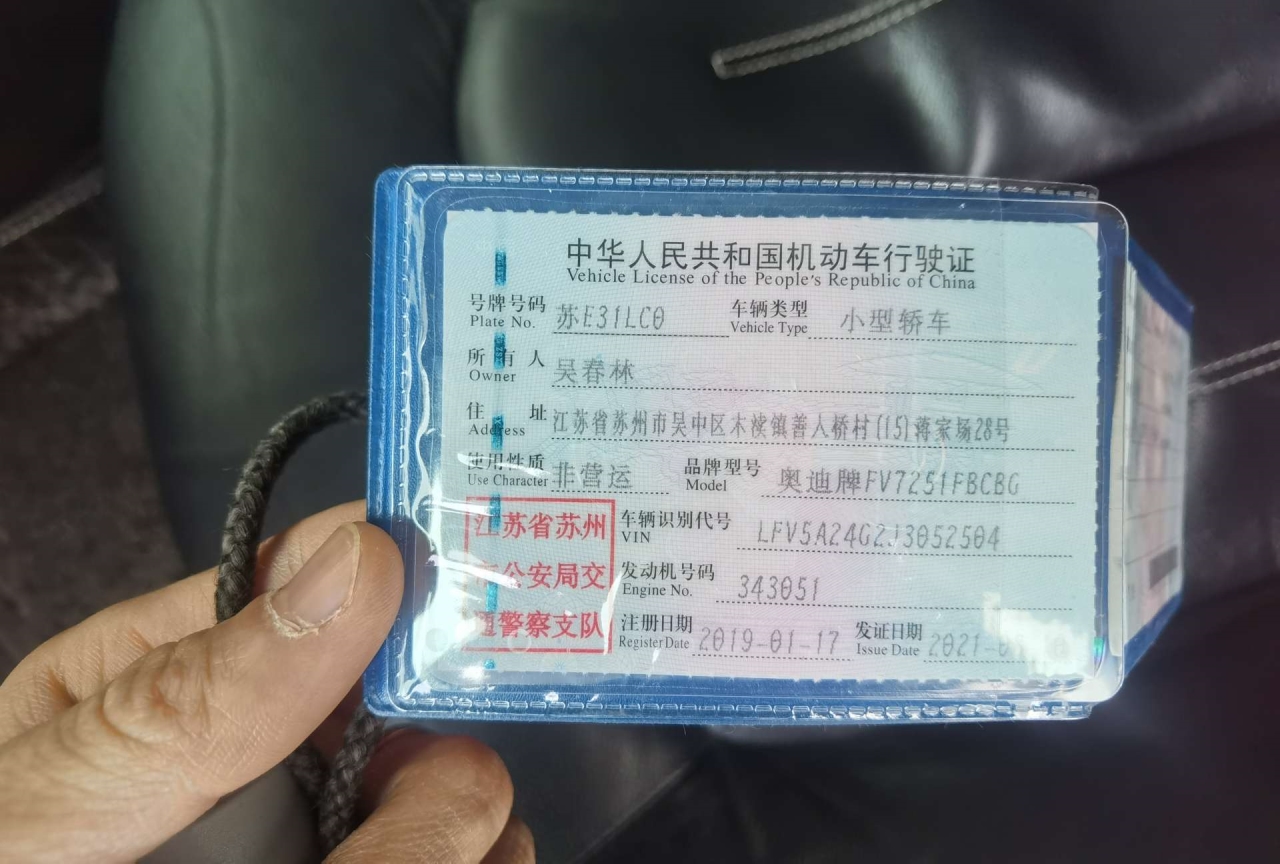 中华人民共和国机动车行驶证
Vehicle License of the People's Republic of China
号牌号码 苏E31LC0 车辆类型 小型轿车
Plate No. Vehicle Type
所有人 吴春林
Owner
住址 江苏省苏州市吴中区木渎镇善人桥村(15)蒋家场28号
Address
使用性质 非营运 品牌型号 奥迪牌FV7251FBCBG
Use Character Model
江苏省苏州
公安局交
通警察支队
车辆识别代号 LFV5A24G2J3052504
VIN
发动机号码 343051
Engine No.
注册日期 2019-01-17 发证日期 2021-
Register Date Issue Date